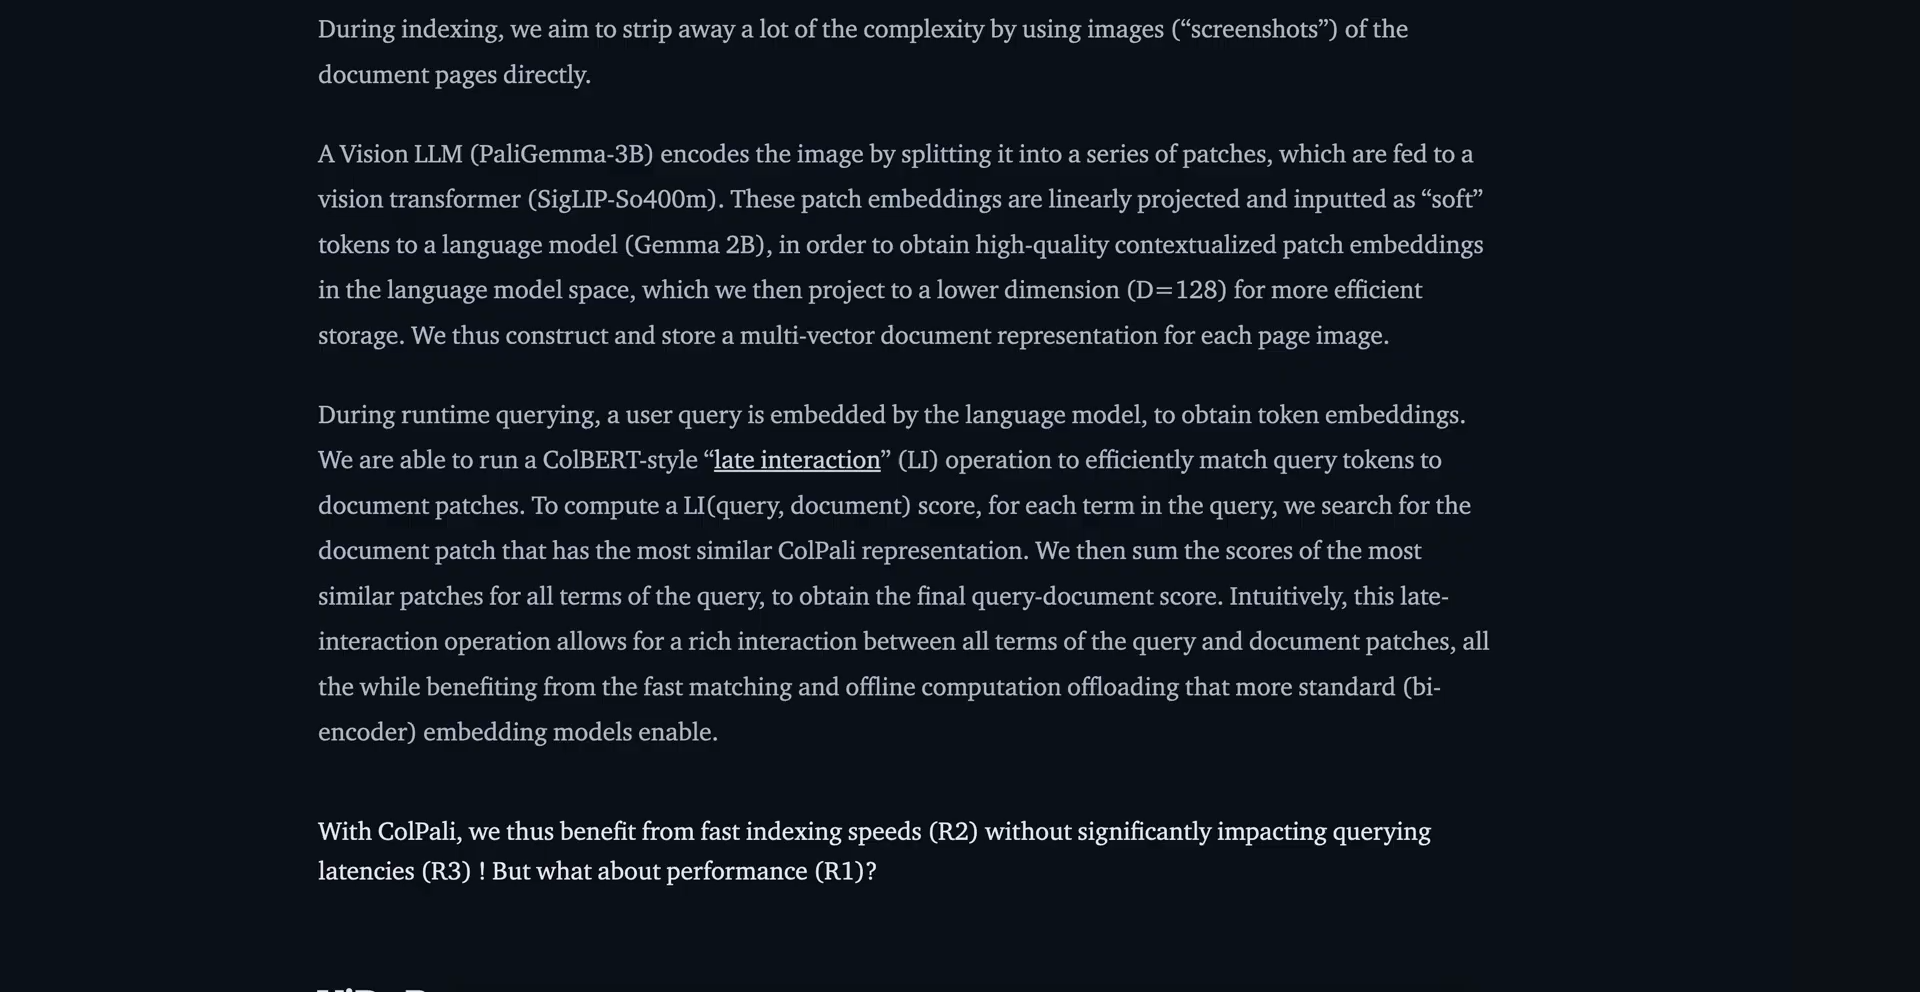 During indexing, we aim to strip away a lot of the complexity by using images (“screenshots”) of the
document pages directly.
A Vision LLM (PaliGemma-3B) encodes the image by splitting it into a series of patches, which are fed to a
vision transformer (SigLIP-So400m). These patch embeddings are linearly projected and inputted as “soft”
tokens to a language model (Gemma 2B), in order to obtain high-quality contextualized patch embeddings
in the language model space, which we then project to a lower dimension (D=128) for more efficient
storage. We thus construct and store a multi-vector document representation for each page image.
During runtime querying, a user query is embedded by the language model, to obtain token embeddings.
We are able to run a ColBERT-style “late interaction” (LI) operation to efficiently match query tokens to
document patches. To compute a LI(query, document) score, for each term in the query, we search for the
document patch that has the most similar ColPali representation. We then sum the scores of the most
similar patches for all terms of the query, to obtain the final query-document score. Intuitively, this late-
interaction operation allows for a rich interaction between all terms of the query and document patches, all
the while benefiting from the fast matching and offline computation offloading that more standard (bi-
encoder) embedding models enable.
With ColPali, we thus benefit from fast indexing speeds (R2) without significantly impacting querying
latencies (R3) ! But what about performance (R1)?